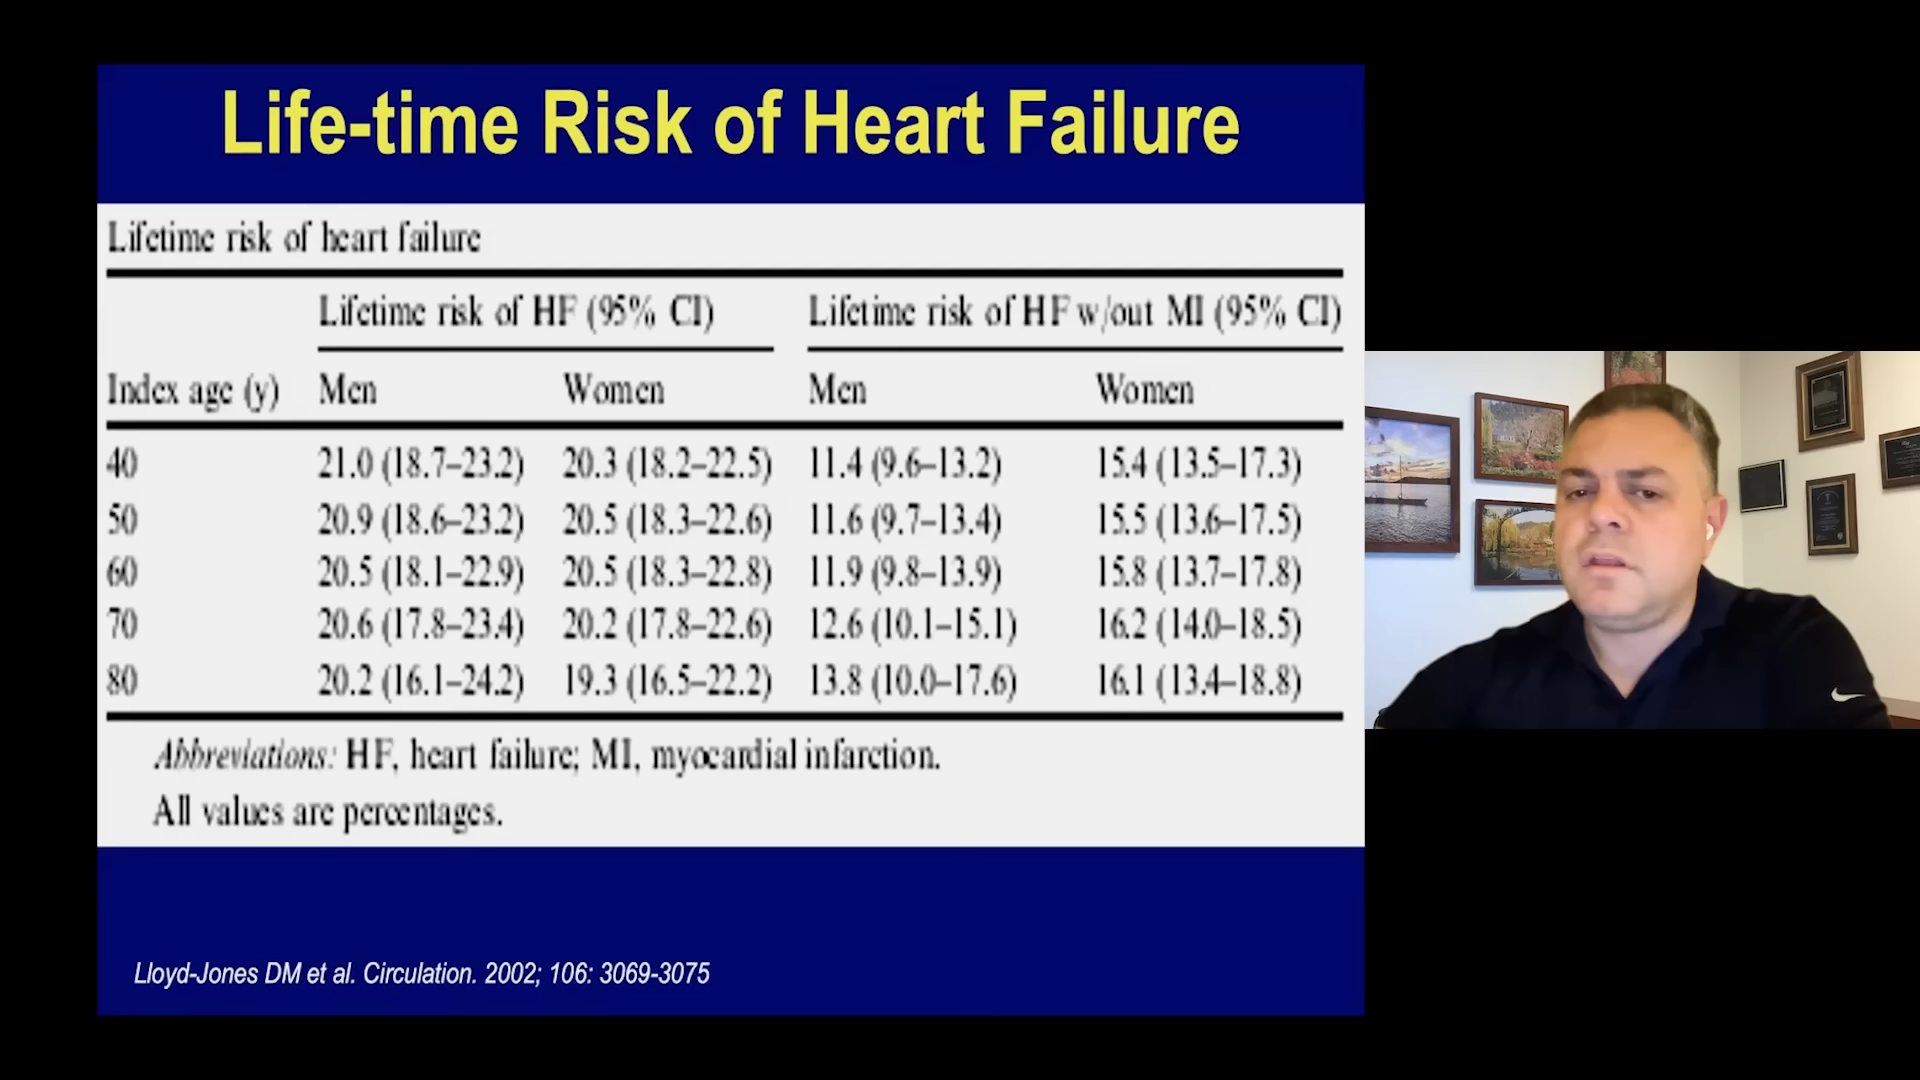 Life-time Risk of Heart Failure
Lifetime risk of heart failure
Lifetime risk of HF (95% CI) Lifetime risk of HF w/out MI (95% CI)
Index age (y) Men Women Men Women
40 21.0 (18.7–23.2) 20.3 (18.2–22.5) 11.4 (9.6–13.2) 15.4 (13.5–17.3)
50 20.9 (18.6–23.2) 20.5 (18.3–22.6) 11.6 (9.7–13.4) 15.5 (13.6–17.5)
60 20.5 (18.1–22.9) 20.5 (18.3–22.8) 11.9 (9.8–13.9) 15.8 (13.7–17.8)
70 20.6 (17.8–23.4) 20.2 (17.8–22.6) 12.6 (10.1–15.1) 16.2 (14.0–18.5)
80 20.2 (16.1–24.2) 19.3 (16.5–22.2) 13.8 (10.0–17.6) 16.1 (13.4–18.8)
Abbreviations: HF, heart failure; MI, myocardial infarction.
All values are percentages.
Lloyd-Jones DM et al. Circulation. 2002; 106: 3069-3075